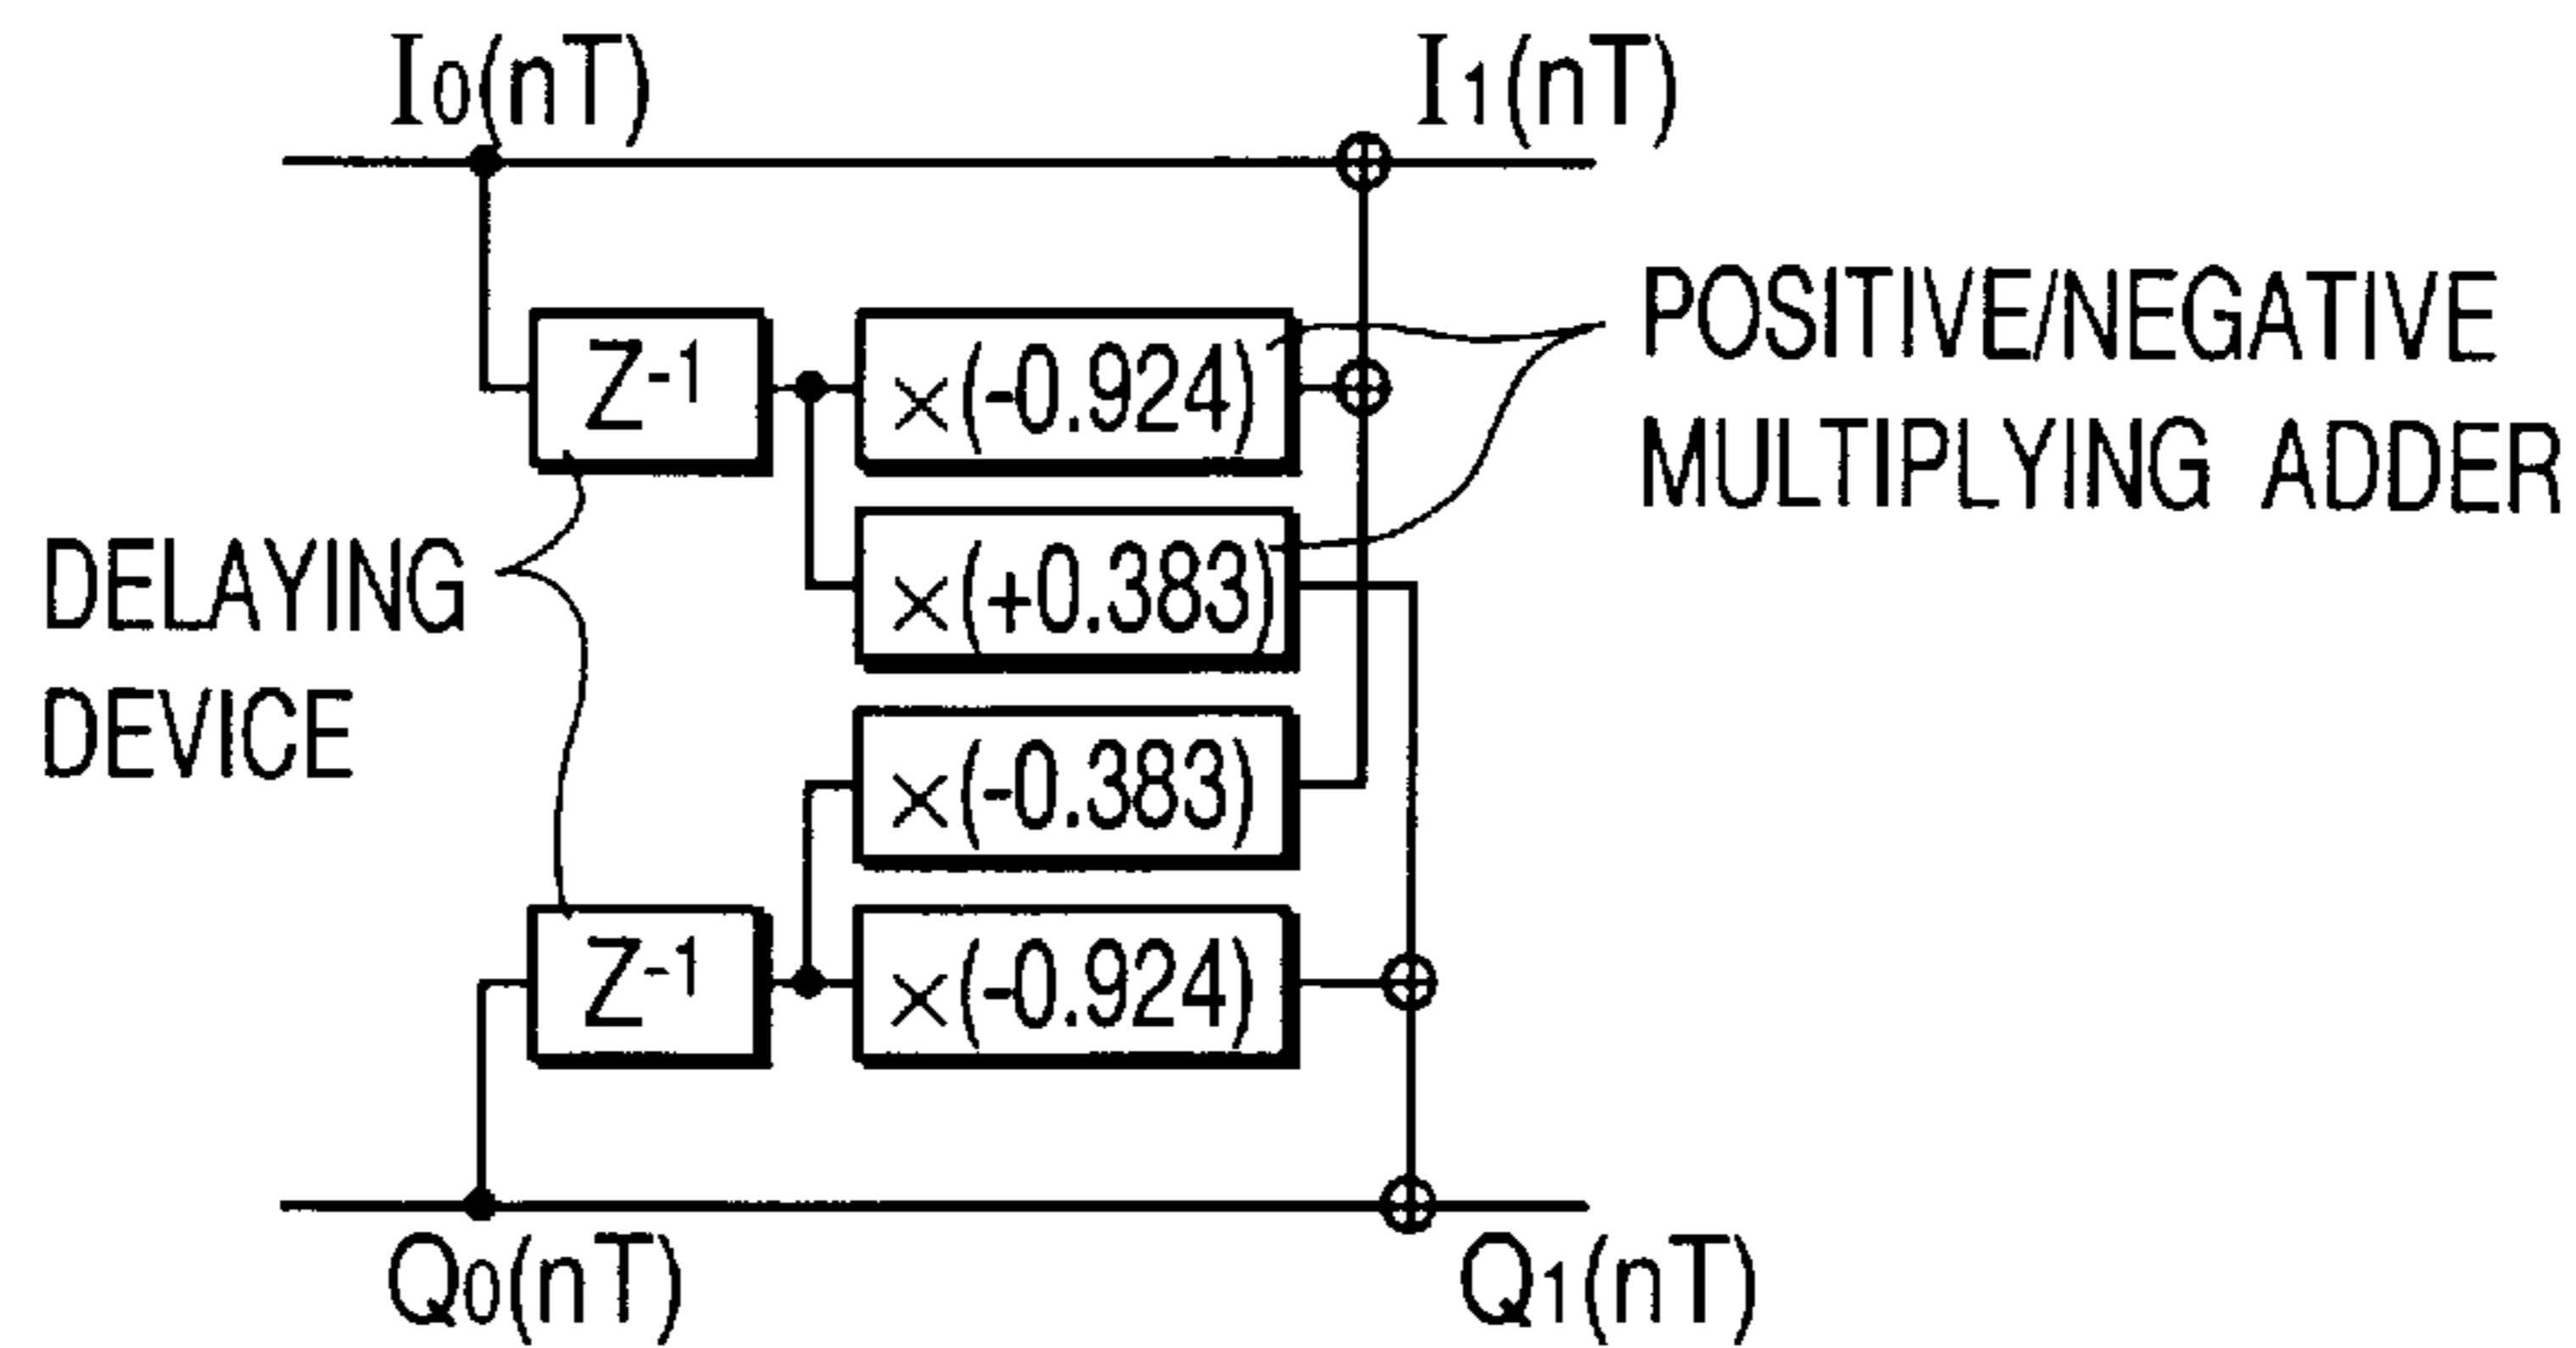 I0(nT)
I1(nT)
Z-1
×(-0.924)
POSITIVE/NEGATIVE
MULTIPLYING ADDER
×(+0.383)
DELAYING
DEVICE
×(-0.383)
Z-1
×(-0.924)
Q0(nT)
Q1(nT)